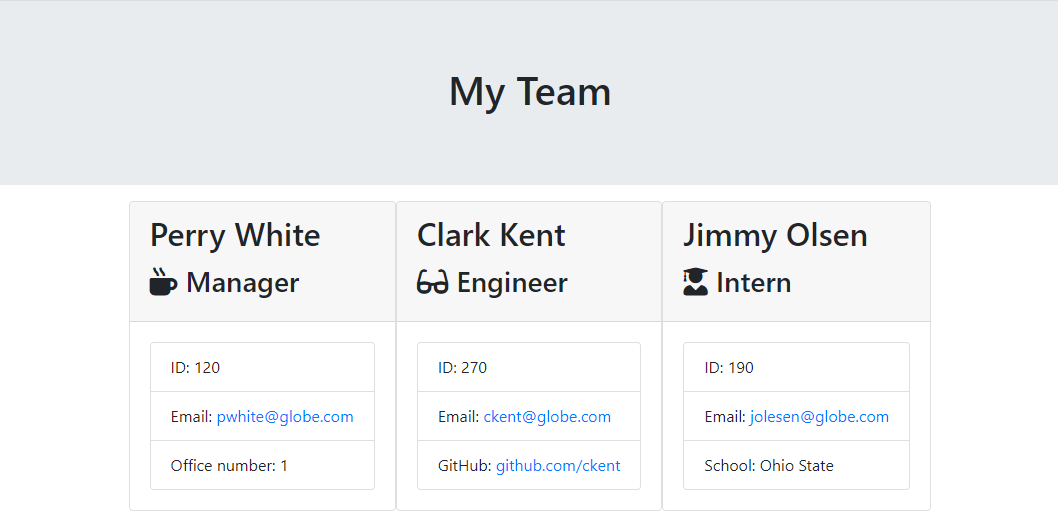 My Team
Perry White
Manager
ID: 120
Email: pwhite@globe.com
Office number: 1
Clark Kent
Engineer
ID: 270
Email: ckent@globe.com
GitHub: github.com/ckent
Jimmy Olsen
Intern
ID: 190
Email: jolesen@globe.com
School: Ohio State